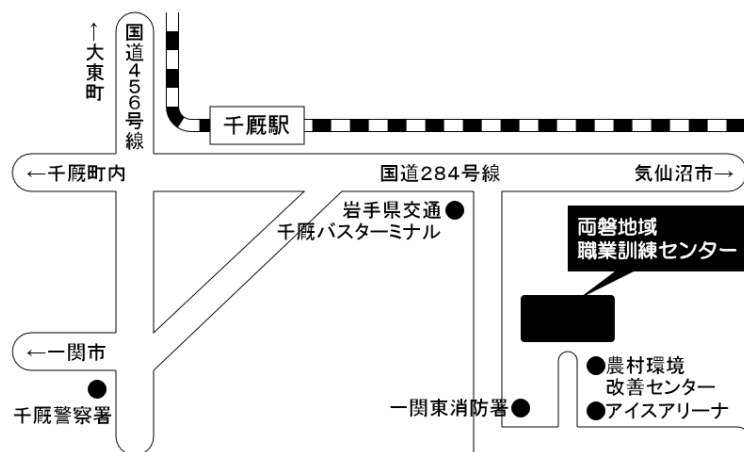 ↑大東町
国道456号線
千厩駅
←千厩町内
国道284号線
気仙沼市→
岩手県交通
千厩バスターミナル
両磐地域
職業訓練センター
←一関市
千厩警察署
一関東消防署
農村環境
改善センター
アイスアリーナ